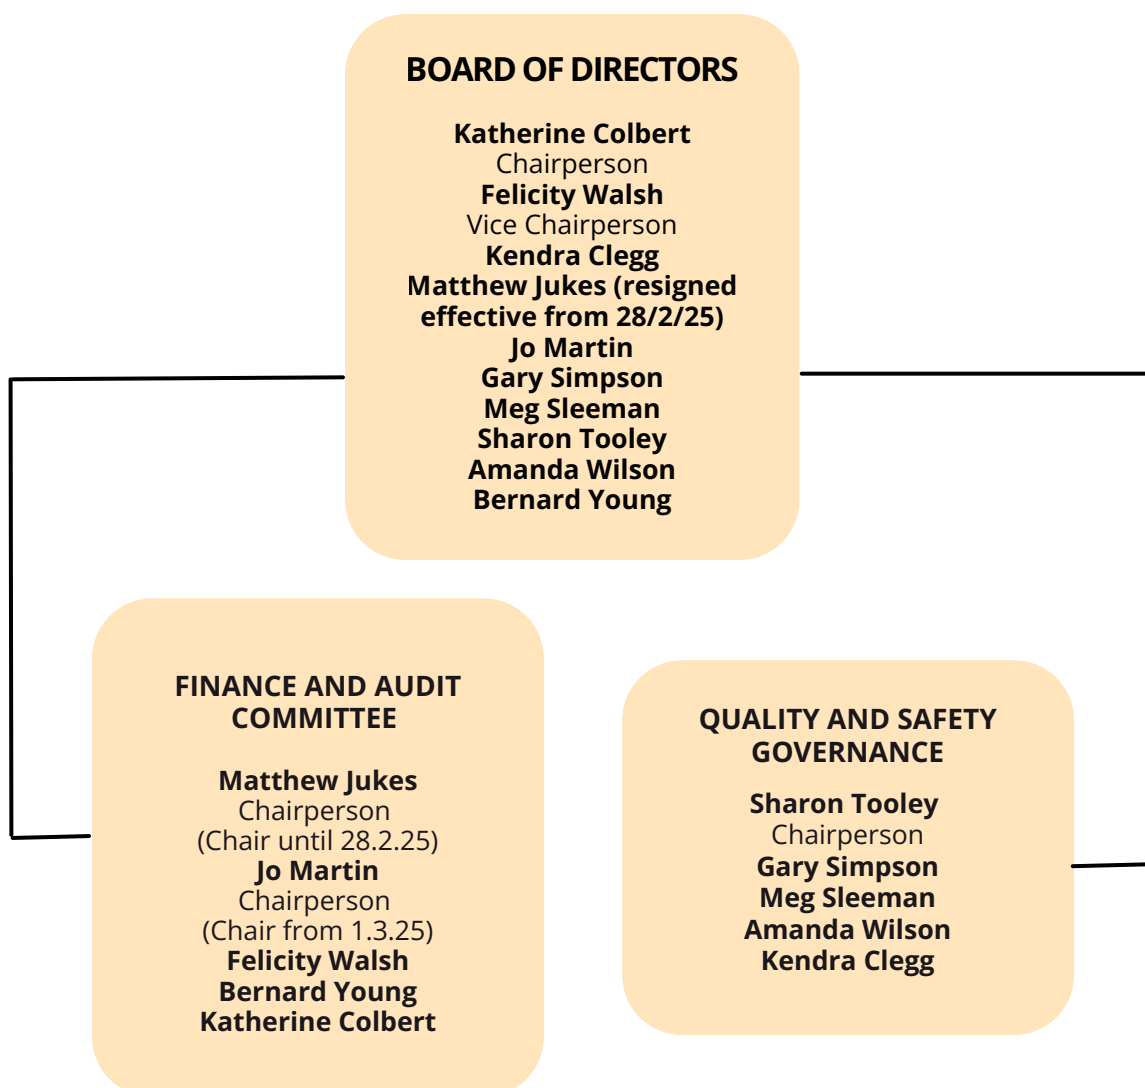 BOARD OF DIRECTORS
Katherine Colbert
Chairperson
Felicity Walsh
Vice Chairperson
Kendra Clegg
Matthew Jukes (resigned
effective from 28/2/25)
Jo Martin
Gary Simpson
Meg Sleeman
Sharon Tooley
Amanda Wilson
Bernard Young
FINANCE AND AUDIT
COMMITTEE
Matthew Jukes
Chairperson
(Chair until 28.2.25)
Jo Martin
Chairperson
(Chair from 1.3.25)
Felicity Walsh
Bernard Young
Katherine Colbert
QUALITY AND SAFETY
GOVERNANCE
Sharon Tooley
Chairperson
Gary Simpson
Meg Sleeman
Amanda Wilson
Kendra Clegg